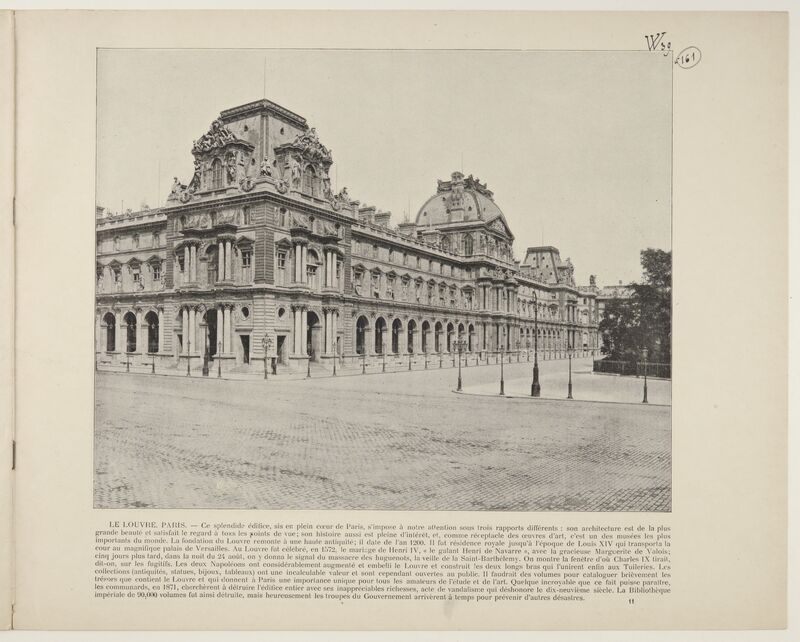 W39
161
LE LOUVRE, PARIS. — Ce splendide édifice, sis en plein cœur de Paris, s'impose à notre attention sous trois rapports différents : son architecture est de la plus
grande beauté et satisfait le regard à tous les points de vue; son histoire aussi est pleine d'intérêt, et, comme réceptacle des œuvres d'art, c'est un des musées les plus
importants du monde. La fondation du Louvre remonte à une haute antiquité; il date de l'an 1200. Il fut résidence royale jusqu'à l'époque de Louis XIV qui transporta la
cour au magnifique palais de Versailles. Au Louvre fut célébré, en 1572, le mariage de Henri IV, « le galant Henri de Navarre », avec la gracieuse Marguerite de Valois;
cinq jours plus tard, dans la nuit du 24 août, on y donna le signal du massacre des huguenots, la veille de la Saint-Barthélemy. On montre la fenêtre d'où Charles IX tirait,
dit-on, sur les fugitifs. Les deux Napoléons ont considérablement augmenté et embelli le Louvre et construit les deux longs bras qui l'unirent enfin aux Tuileries. Les
collections (antiquités, statues, bijoux, tableaux) ont une incalculable valeur et sont cependant ouvertes au public. Il faudrait des volumes pour cataloguer brièvement les
trésors que contient le Louvre et qui donnent à Paris une importance unique pour tous les amateurs de l'étude et de l'art. Quelque incroyable que ce fait puisse paraître,
les communards, en 1871, cherchèrent à détruire l'édifice entier avec ses inappréciables richesses, acte de vandalisme qui déshonore le dix-neuvième siècle. La Bibliothèque
impériale de 90,000 volumes fut ainsi détruite, mais heureusement les troupes du Gouvernement arrivèrent à temps pour prévenir d'autres désastres.
11